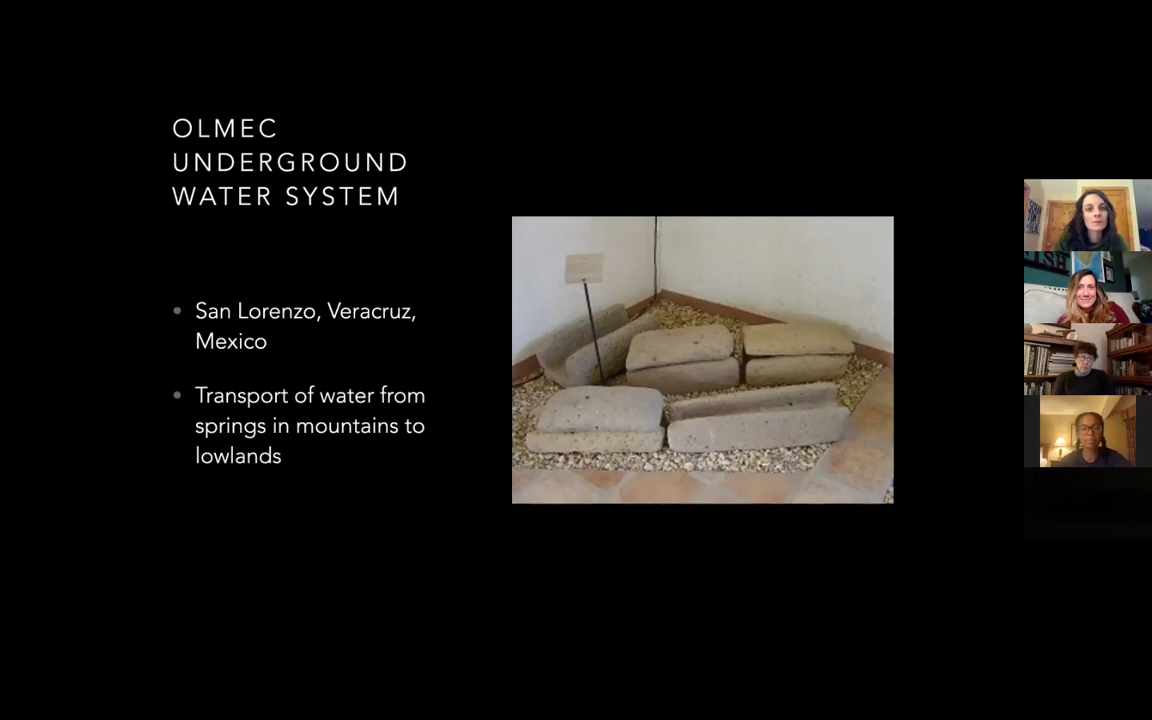 OLMEC
UNDERGROUND
WATER SYSTEM
San Lorenzo, Veracruz,
Mexico
Transport of water from
springs in mountains to
lowlands